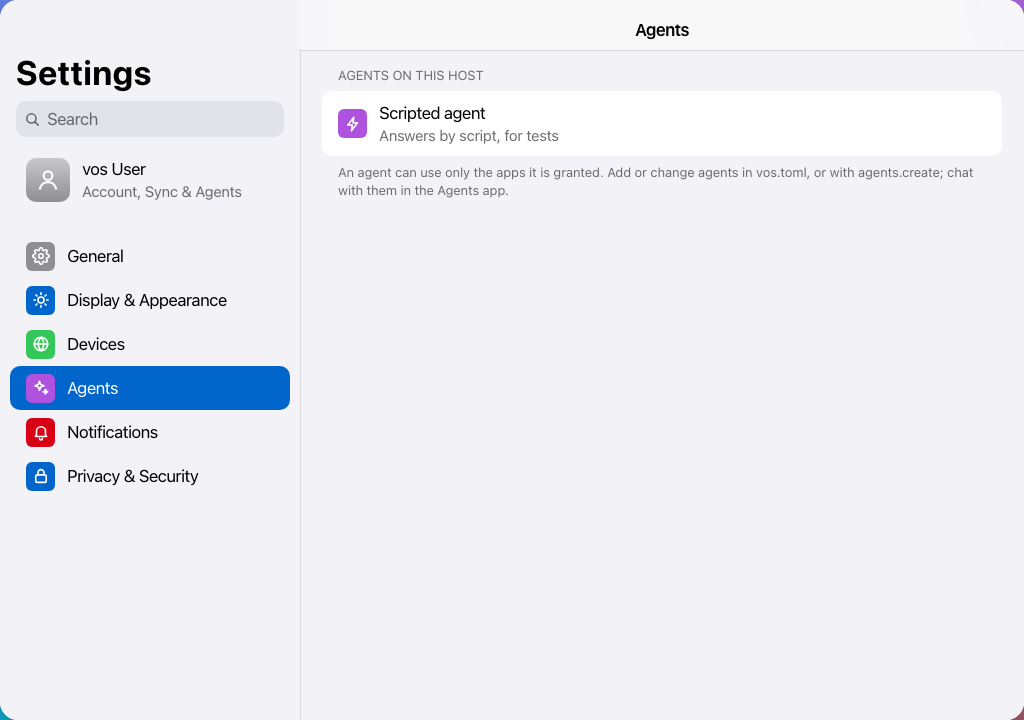 Settings
Search
vos User
Account, Sync & Agents
General
Display & Appearance
Devices
Agents
Notifications
Privacy & Security
Agents
AGENTS ON THIS HOST
Scripted agent
Answers by script, for tests
An agent can use only the apps it is granted. Add or change agents in vos.toml, or with agents.create; chat
with them in the Agents app.